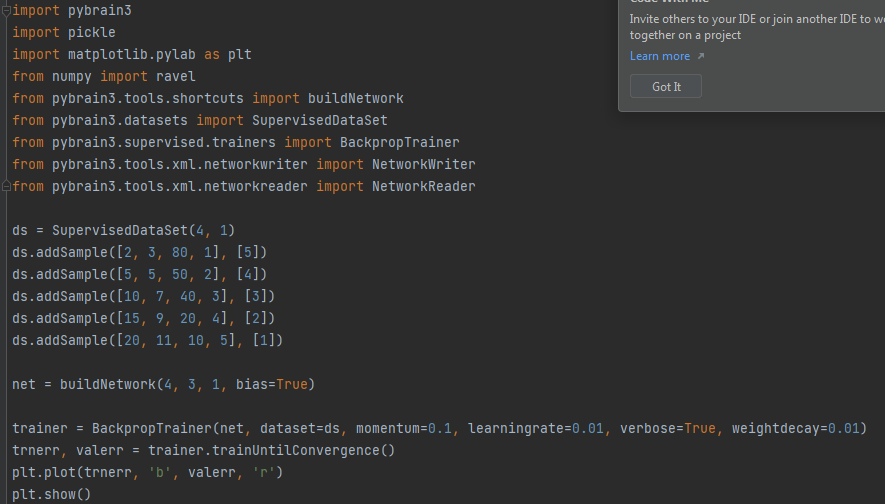 import pybrain3
import pickle
import matplotlib.pylab as plt
from numpy import ravel
from pybrain3.tools.shortcuts import buildNetwork
from pybrain3.datasets import SupervisedDataSet
from pybrain3.supervised.trainers import BackpropTrainer
from pybrain3.tools.xml.networkwriter import NetworkWriter
from pybrain3.tools.xml.networkreader import NetworkReader
ds = SupervisedDataSet(4, 1)
ds.addSample([2, 3, 80, 1], [5])
ds.addSample([5, 5, 50, 2], [4])
ds.addSample([10, 7, 40, 3], [3])
ds.addSample([15, 9, 20, 4], [2])
ds.addSample([20, 11, 10, 5], [1])
net = buildNetwork(4, 3, 1, bias=True)
trainer = BackpropTrainer(net, dataset=ds, momentum=0.1, learningrate=0.01, verbose=True, weightdecay=0.01)
trnerr, valerr = trainer.trainUntilConvergence()
plt.plot(trnerr, 'b', valerr, 'r')
plt.show()
Code With Me
Invite others to your IDE or join another IDE to
together on a project
Learn more ↗
Got It